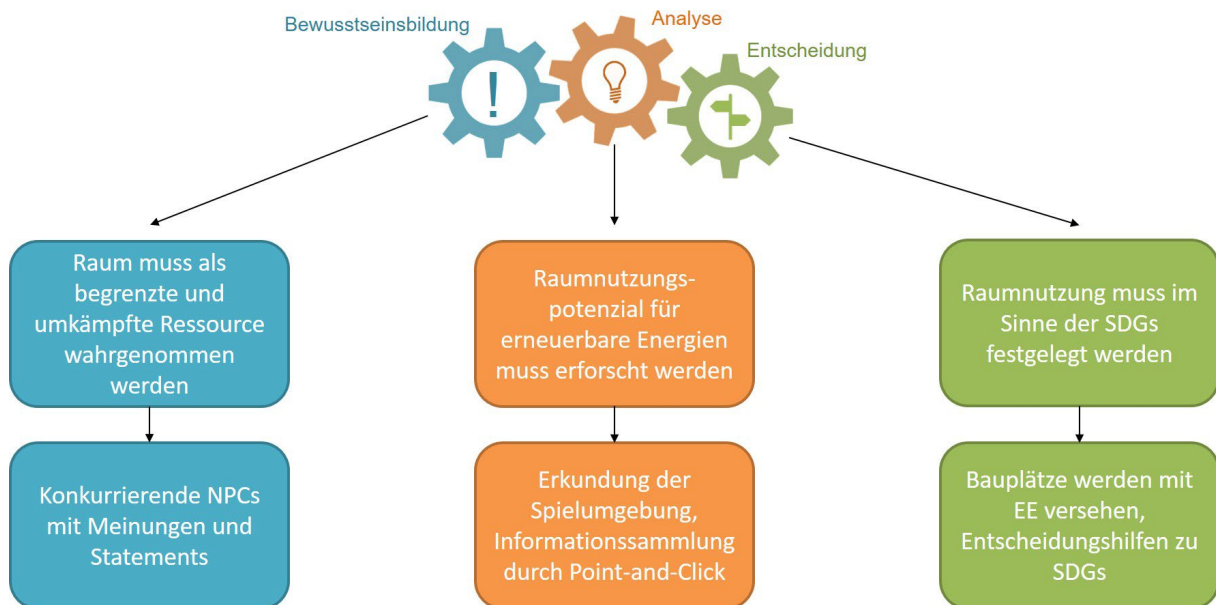 Bewusstseinsbildung
Analyse
Entscheidung
!
Raum muss als
begrenzte und
umkämpfte Ressource
wahrgenommen
werden
Raumnutzungs-
potenzial für
erneuerbare Energien
muss erforscht werden
Raumnutzung muss im
Sinne der SDGs
festgelegt werden
Konkurrierende NPCs
mit Meinungen und
Statements
Erkundung der
Spielumgebung,
Informationssammlung
durch Point-and-Click
Bauplätze werden mit
EE versehen,
Entscheidungshilfen zu
SDGs